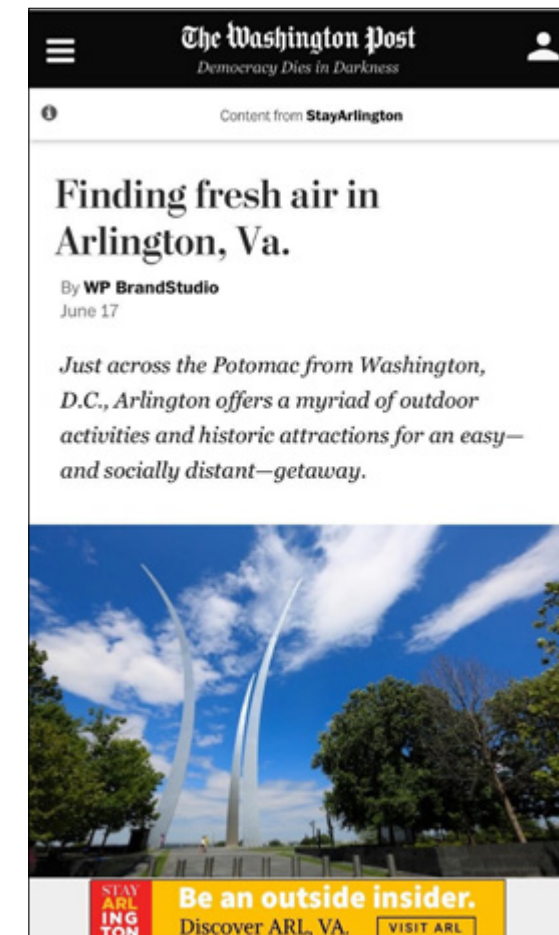 The Washington Post
Democracy Dies in Darkness
Content from StayArlington
Finding fresh air in
Arlington, Va.
By WP BrandStudio
June 17
Just across the Potomac from Washington,
D.C., Arlington offers a myriad of outdoor
activities and historic attractions for an easy—
and socially distant—getaway.
STAY
ARL
ING
TON
Be an outside insider.
Discover ARL, VA.
VISIT ARL